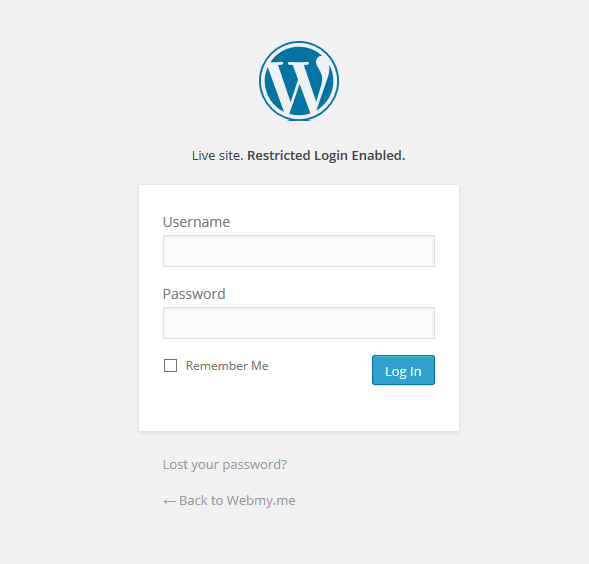 Live site. Restricted Login Enabled.
Username
Password
Remember Me
Log In
Lost your password?
← Back to Webmy.me